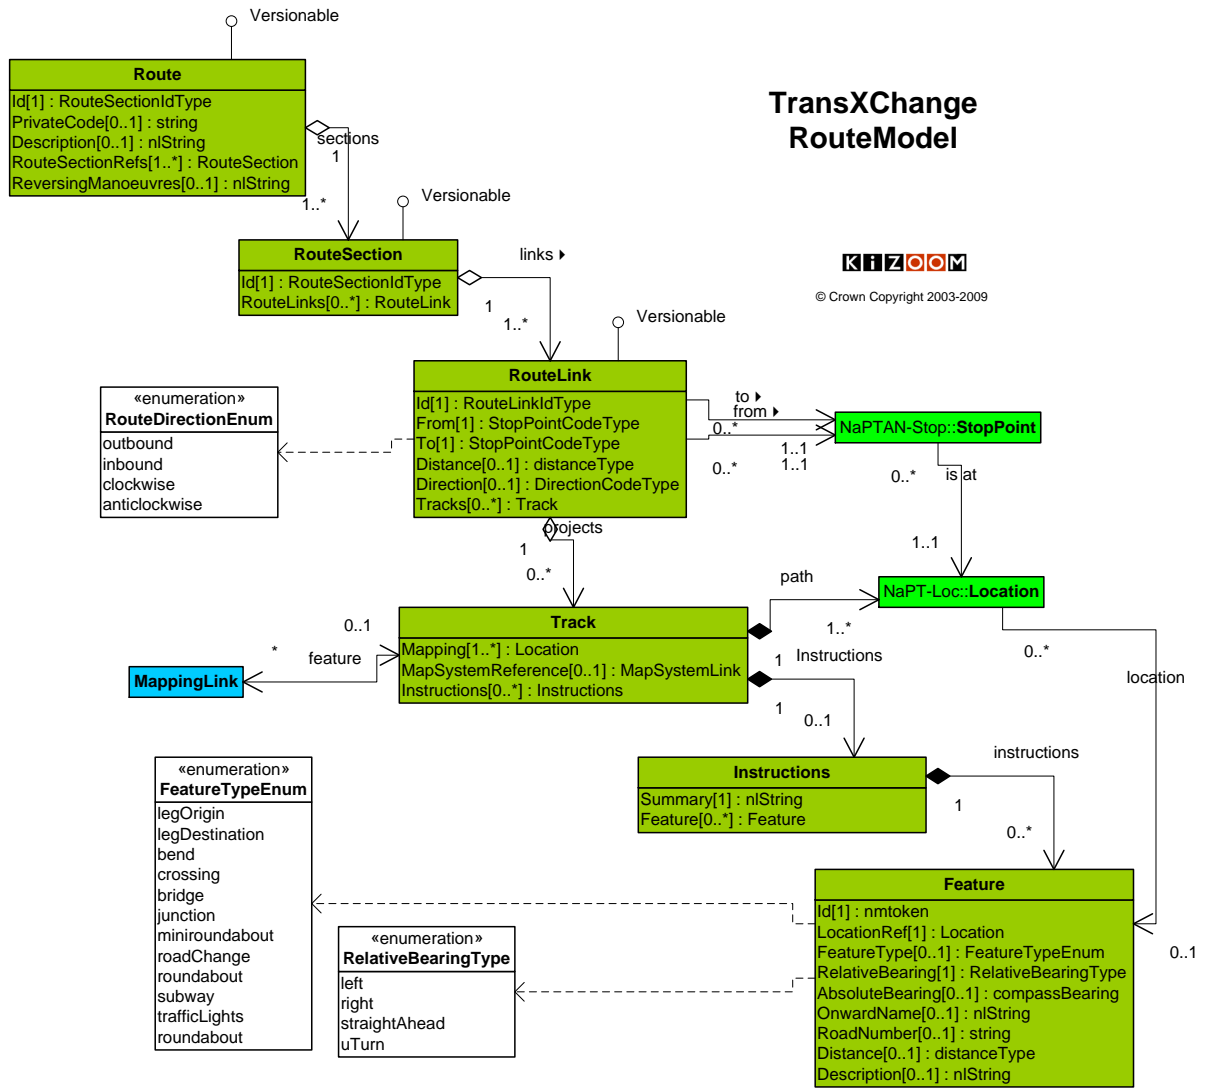 Versionable
Route
Id[1] : RouteSectionIdType
PrivateCode[0..1] : string
Description[0..1] : nlString
RouteSectionRefs[1..*] : RouteSection
ReversingManoeuvres[0..1] : nlString
sections
1
1..*
TransXChange
RouteModel
Versionable
RouteSection
Id[1] : RouteSectionIdType
RouteLinks[0..*] : RouteLink
links
1
1..*
KiZOOM
© Crown Copyright 2003-2009
Versionable
RouteLink
Id[1] : RouteLinkIdType
From[1] : StopPointCodeType
To[1] : StopPointCodeType
Distance[0..1] : distanceType
Direction[0..1] : DirectionCodeType
Tracks[0..*] : Track
«enumeration»
RouteDirectionEnum
outbound
inbound
clockwise
anticlockwise
to
from
0..*
1..1
1..1
0..*
NaPTAN-Stop::StopPoint
0..*
is at
1..1
projects
1
0..*
path
NaPT-Loc::Location
1..*
0..*
location
Track
Mapping[1..*] : Location
MapSystemReference[0..1] : MapSystemLink
Instructions[0..*] : Instructions
0..1
*
feature
MappingLink
1
Instructions
1
0..1
Instructions
Summary[1] : nlString
Feature[0..*] : Feature
instructions
1
0..*
«enumeration»
FeatureTypeEnum
legOrigin
legDestination
bend
crossing
bridge
junction
miniroundabout
roadChange
roundabout
subway
trafficLights
roundabout
«enumeration»
RelativeBearingType
left
right
straightAhead
uTurn
Feature
Id[1] : nmtoken
LocationRef[1] : Location
FeatureType[0..1] : FeatureTypeEnum
RelativeBearing[1] : RelativeBearingType
AbsoluteBearing[0..1] : compassBearing
OnwardName[0..1] : nlString
RoadNumber[0..1] : string
Distance[0..1] : distanceType
Description[0..1] : nlString
0..1